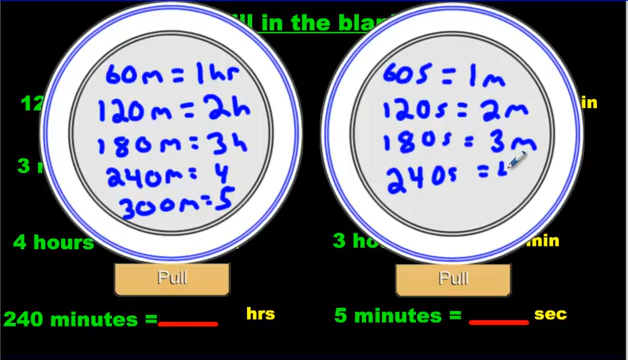 ill in the bla
60m = 1hr
120m = 2h
180m = 3h
240m = 4
300m = 5
60s = 1m
120s = 2m
180s = 3m
240s =
12
in
3 m
4 hours
3 ho
min
Pull
Pull
240 minutes = hrs
5 minutes = sec